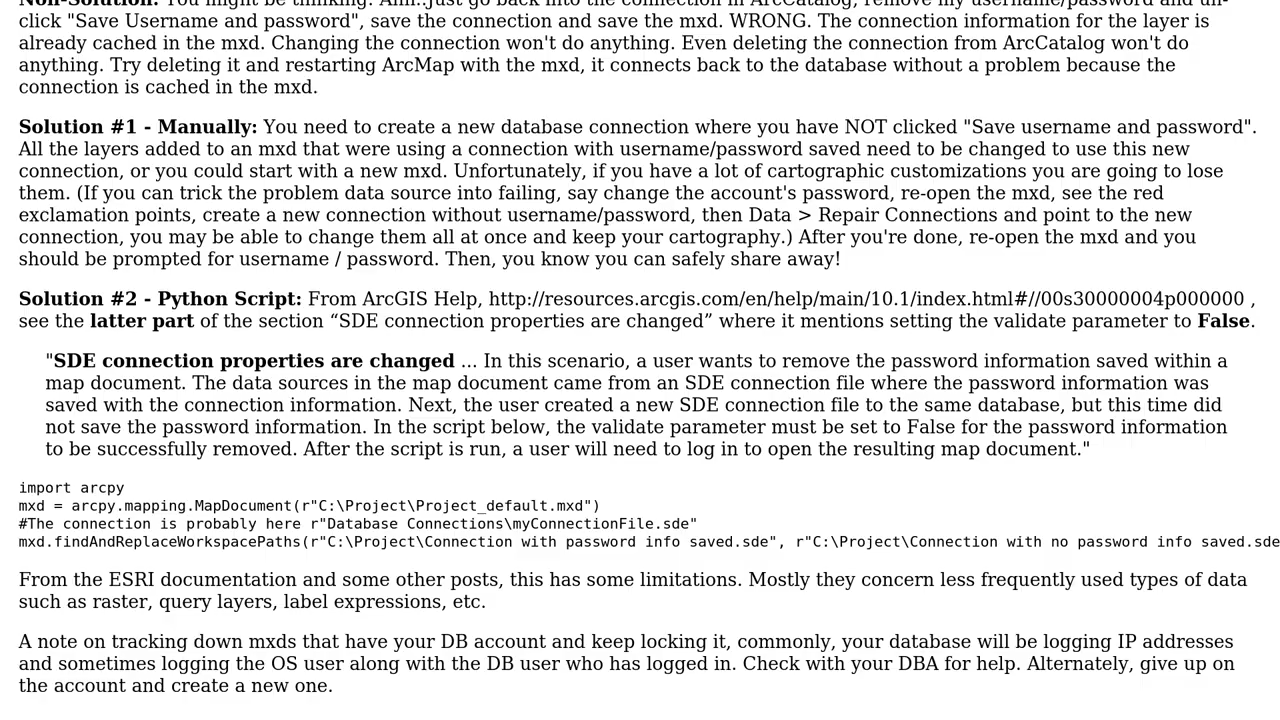 Non-Solution: You might be thinking: Ahh..just go back into the connection in ArcCatalog, remove my username/password and un-
click "Save Username and password", save the connection and save the mxd. WRONG. The connection information for the layer is
already cached in the mxd. Changing the connection won't do anything. Even deleting the connection from ArcCatalog won't do
anything. Try deleting it and restarting ArcMap with the mxd, it connects back to the database without a problem because the
connection is cached in the mxd.
Solution #1 - Manually: You need to create a new database connection where you have NOT clicked "Save username and password".
All the layers added to an mxd that were using a connection with username/password saved need to be changed to use this new
connection, or you could start with a new mxd. Unfortunately, if you have a lot of cartographic customizations you are going to lose
them. (If you can trick the problem data source into failing, say change the account's password, re-open the mxd, see the red
exclamation points, create a new connection without username/password, then Data > Repair Connections and point to the new
connection, you may be able to change them all at once and keep your cartography.) After you're done, re-open the mxd and you
should be prompted for username / password. Then, you know you can safely share away!
Solution #2 - Python Script: From ArcGIS Help, http://resources.arcgis.com/en/help/main/10.1/index.html#//00s30000004p000000 ,
see the latter part of the section “SDE connection properties are changed” where it mentions setting the validate parameter to False.
"SDE connection properties are changed ... In this scenario, a user wants to remove the password information saved within a
map document. The data sources in the map document came from an SDE connection file where the password information was
saved with the connection information. Next, the user created a new SDE connection file to the same database, but this time did
not save the password information. In the script below, the validate parameter must be set to False for the password information
to be successfully removed. After the script is run, a user will need to log in to open the resulting map document."
import arcpy
mxd = arcpy.mapping.MapDocument(r"C:\Project\Project_default.mxd")
#The connection is probably here r"Database Connections\myConnectionFile.sde"
mxd.findAndReplaceWorkspacePaths(r"C:\Project\Connection with password info saved.sde", r"C:\Project\Connection with no password info saved.sde
From the ESRI documentation and some other posts, this has some limitations. Mostly they concern less frequently used types of data
such as raster, query layers, label expressions, etc.
A note on tracking down mxds that have your DB account and keep locking it, commonly, your database will be logging IP addresses
and sometimes logging the OS user along with the DB user who has logged in. Check with your DBA for help. Alternately, give up on
the account and create a new one.